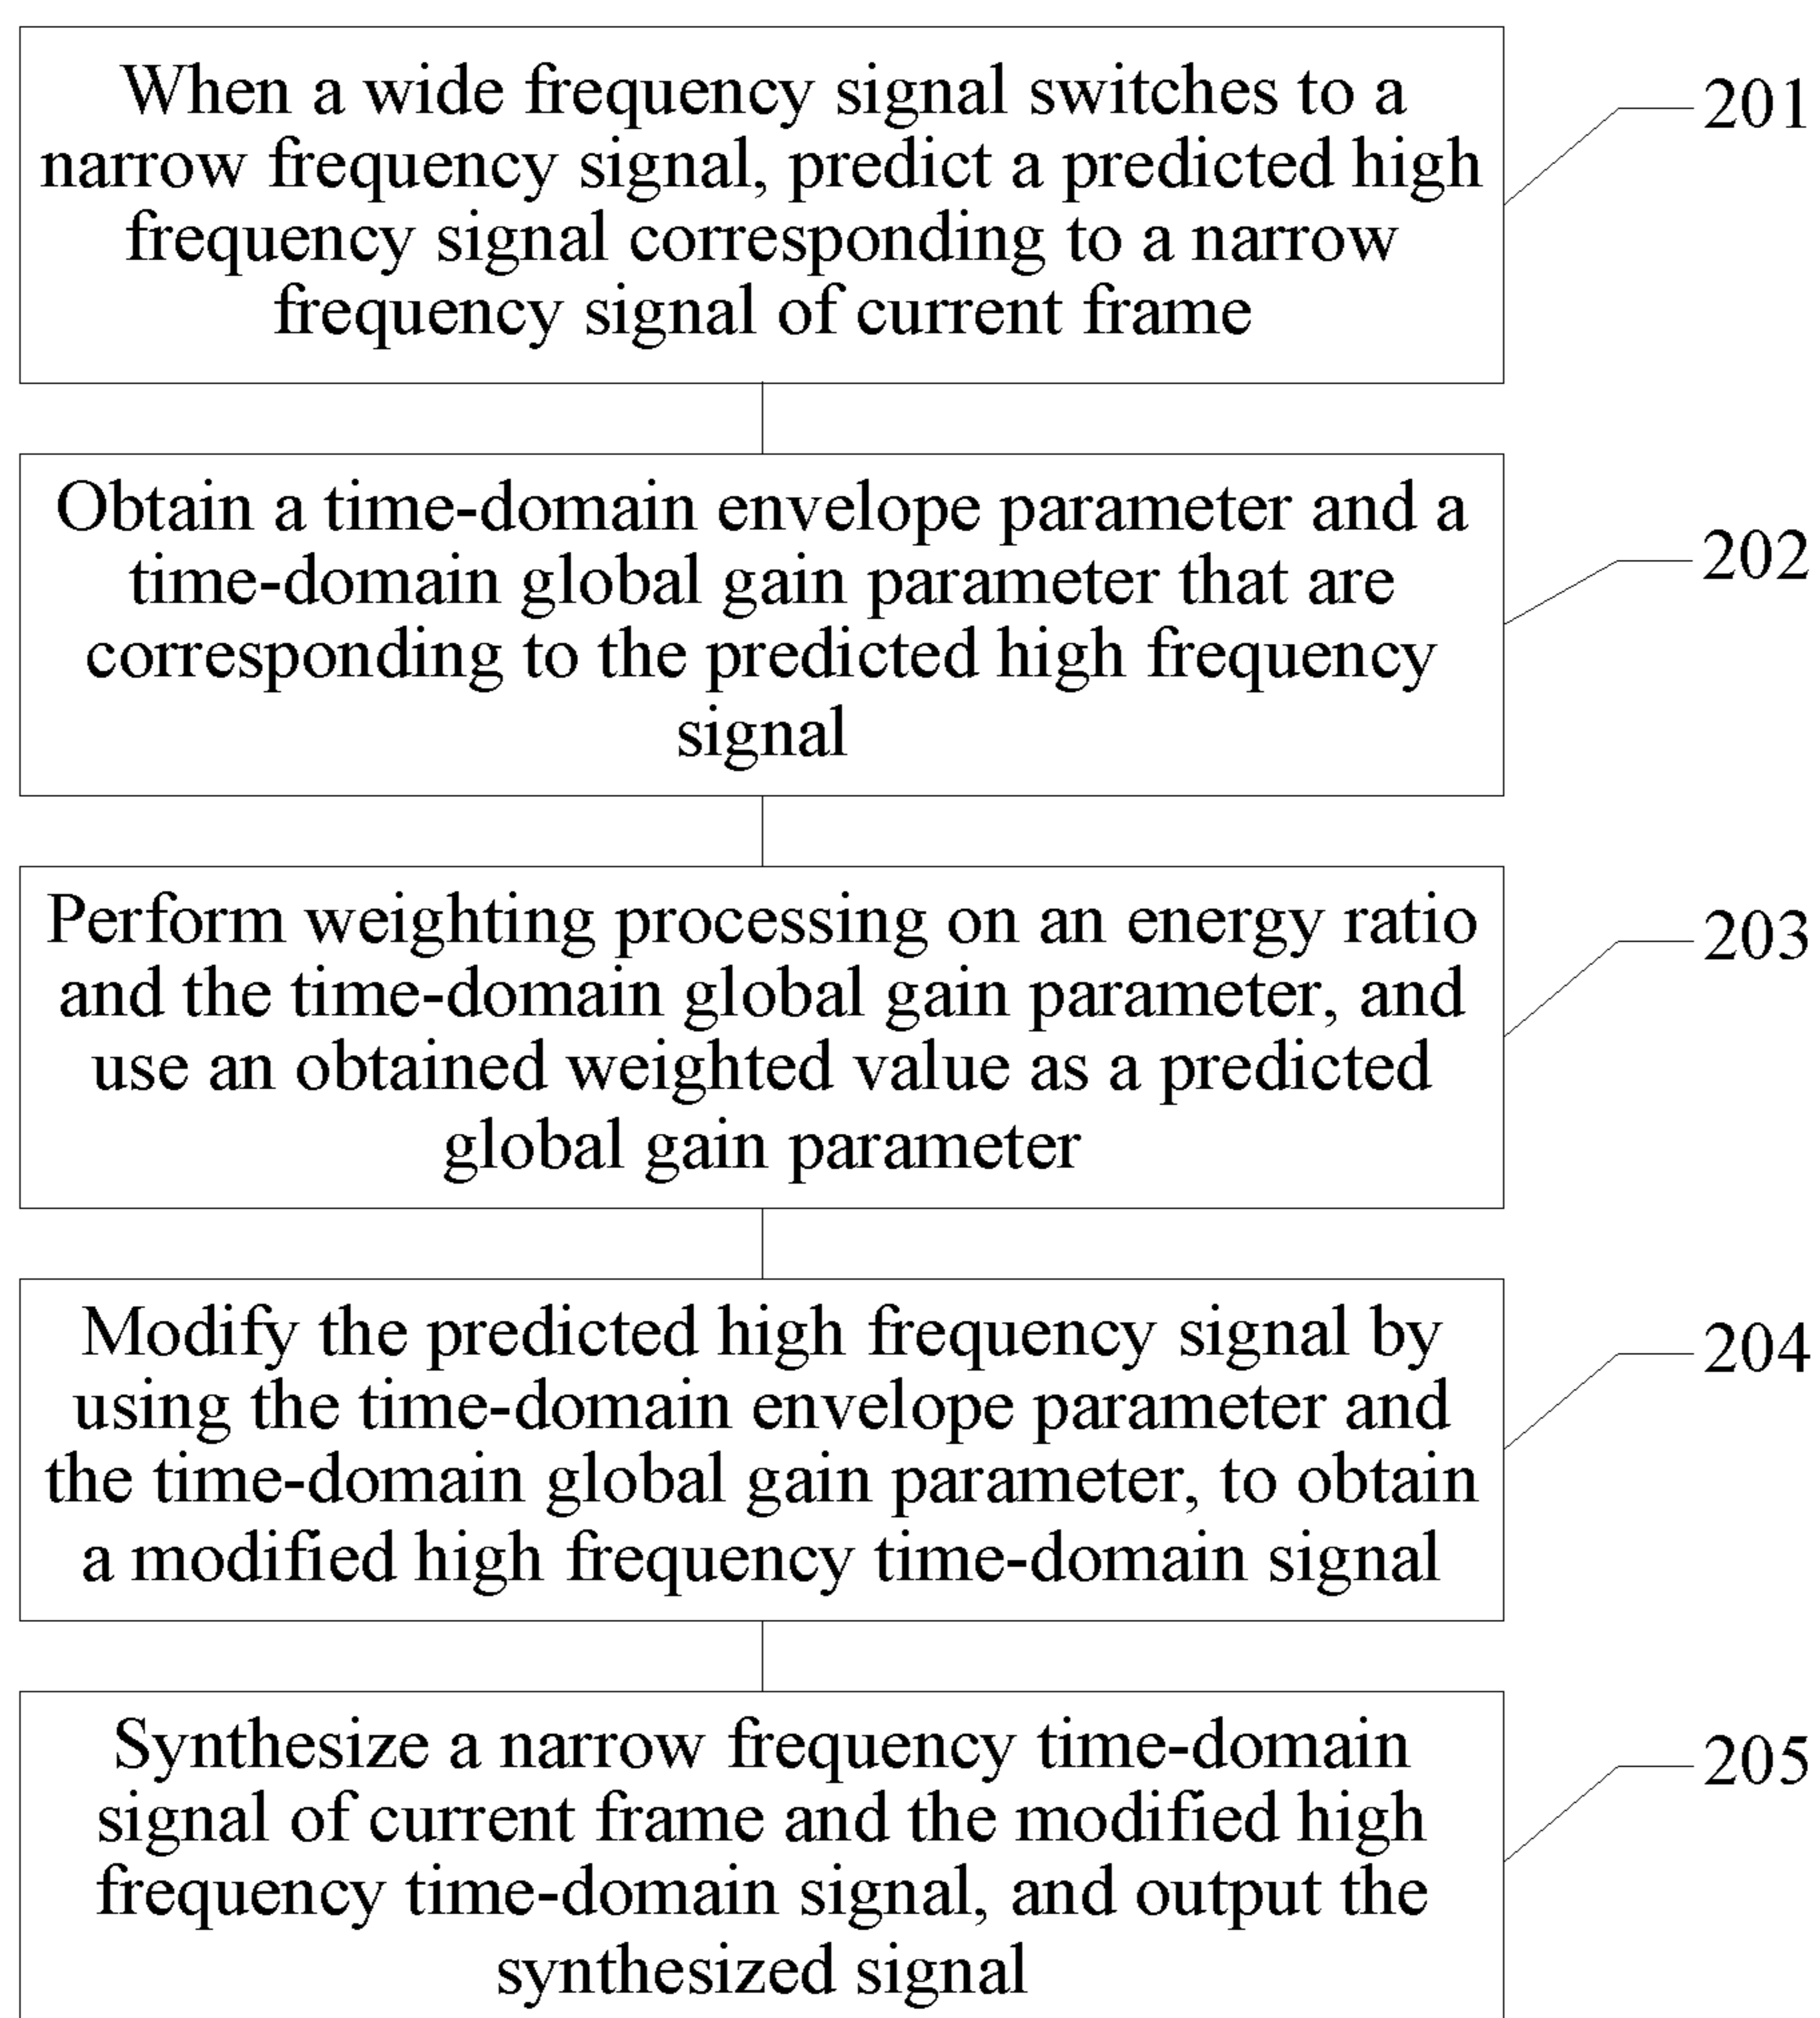 When a wide frequency signal switches to a
narrow frequency signal, predict a predicted high
frequency signal corresponding to a narrow
frequency signal of current frame
201
Obtain a time-domain envelope parameter and a
time-domain global gain parameter that are
corresponding to the predicted high frequency
signal
202
Perform weighting processing on an energy ratio
and the time-domain global gain parameter, and
use an obtained weighted value as a predicted
global gain parameter
203
Modify the predicted high frequency signal by
using the time-domain envelope parameter and
the time-domain global gain parameter, to obtain
a modified high frequency time-domain signal
204
Synthesize a narrow frequency time-domain
signal of current frame and the modified high
frequency time-domain signal, and output the
synthesized signal
205